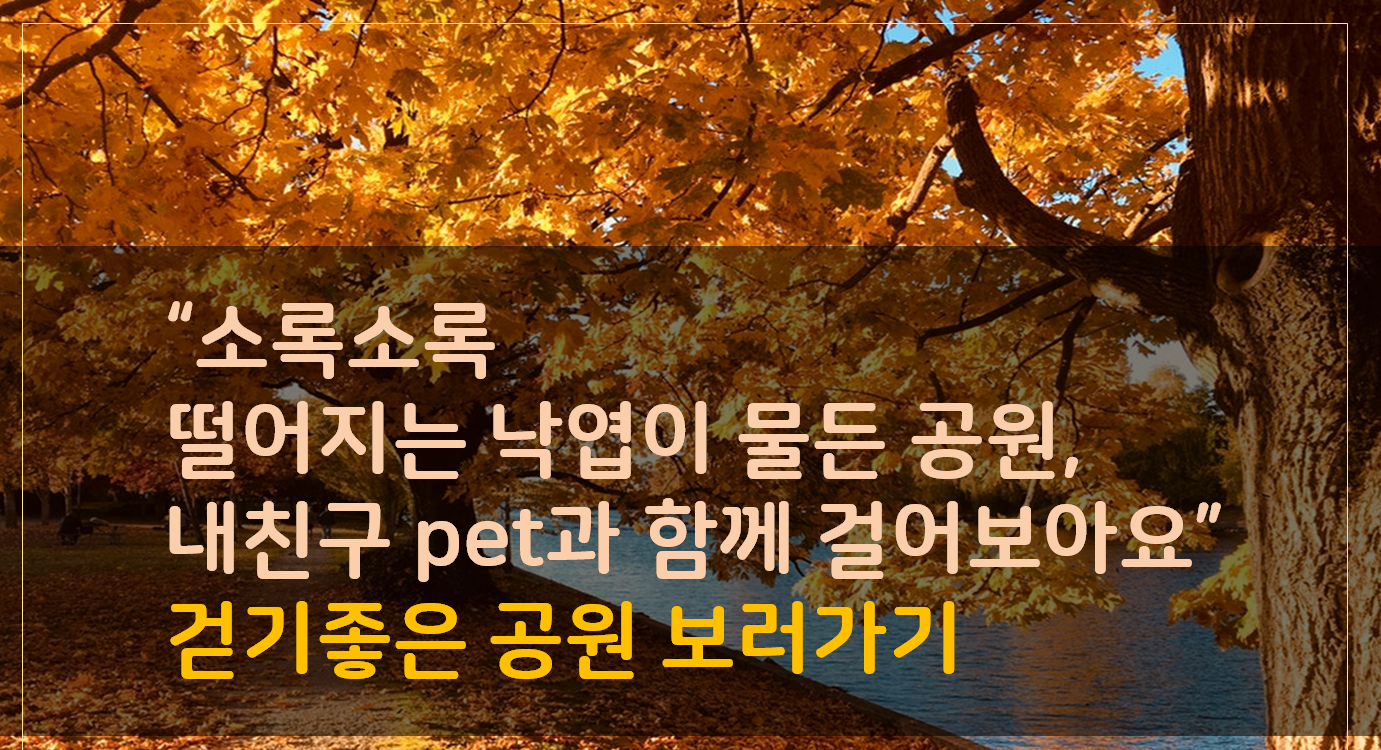 “소록소록
떨어지는 낙엽이 물든 공원,
내친구 pet과 함께 걸어보아요”
걷기좋은 공원 보러가기